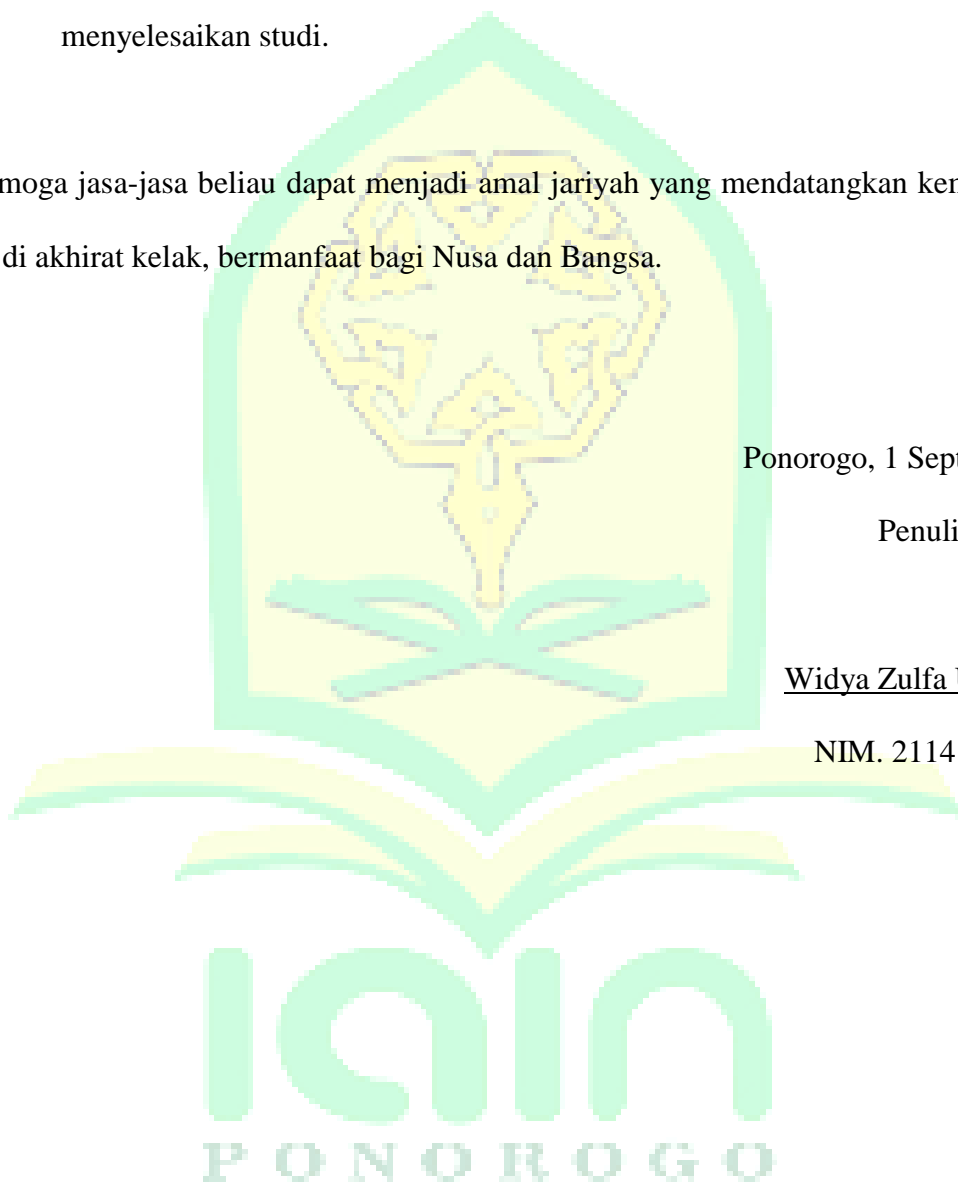 menyelesaikan studi.
moga jasa-jasa beliau dapat menjadi amal jariyah yang mendatangkan
di akhirat kelak, bermanfaat bagi Nusa dan Bangsa.
Ponorogo, 1 Sept
Penuli
Widya Zulfa
NIM. 2114
iain
PONOROGO